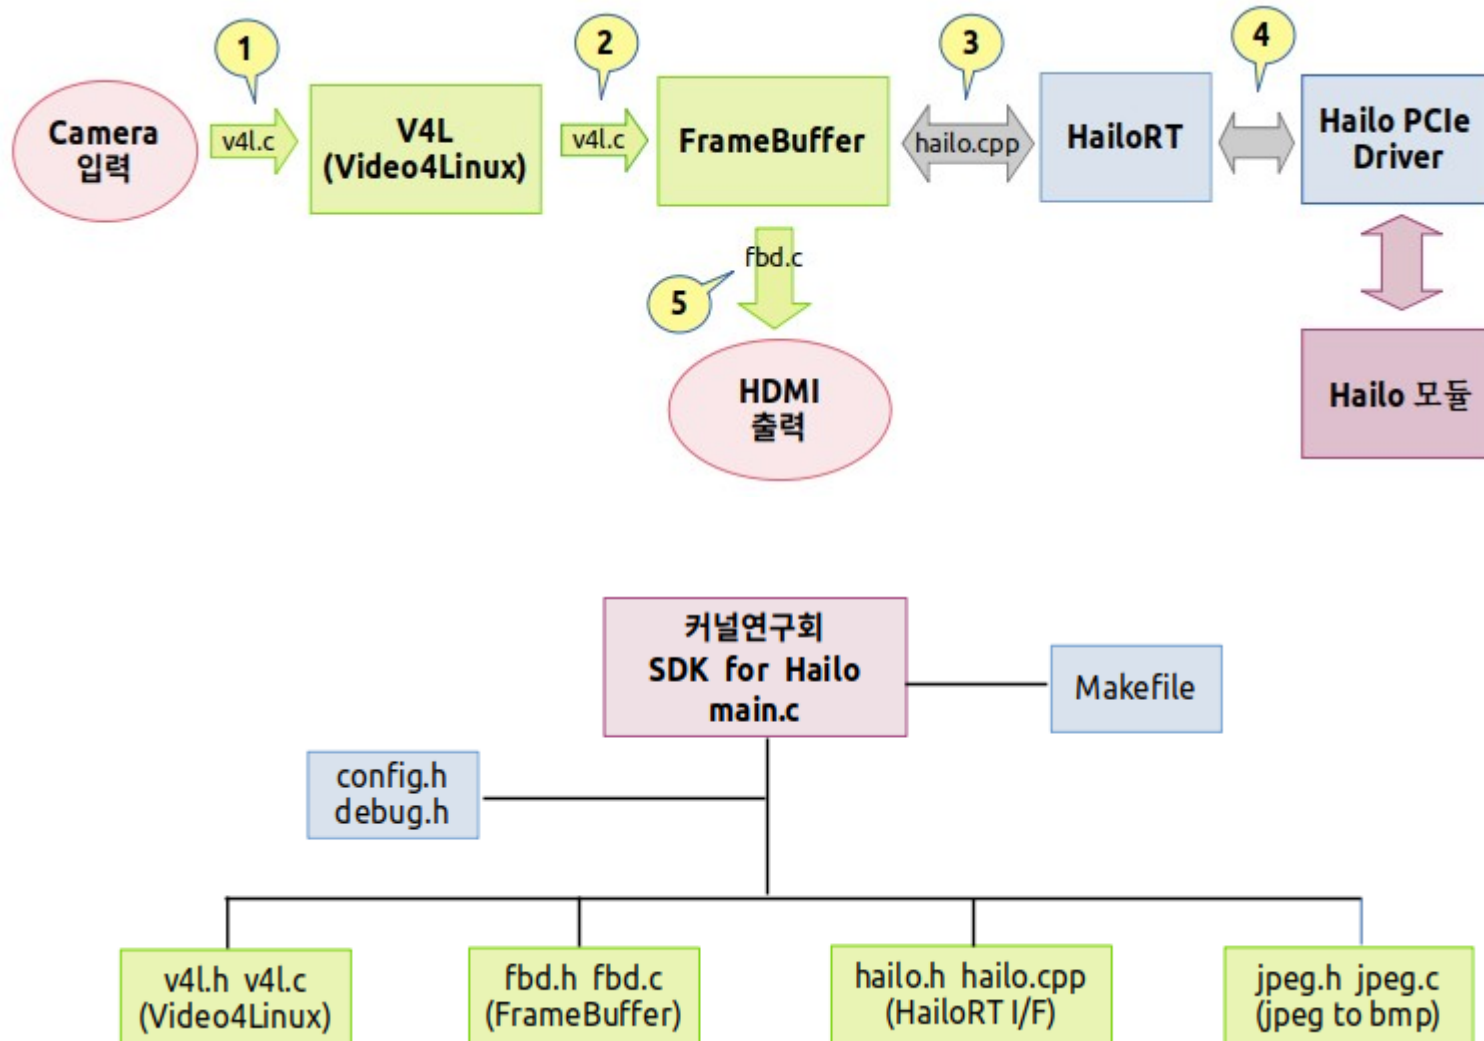 1
2
3
4
Camera
입력
v4l.c
V4L
(Video4Linux)
v4l.c
FrameBuffer
hailo.cpp
HailoRT
Hailo PCIe
Driver
fbd.c
5
HDMI
출력
Hailo 모듈
커널연구회
SDK for Hailo
main.c
Makefile
config.h
debug.h
v4l.h v4l.c
(Video4Linux)
fbd.h fbd.c
(FrameBuffer)
hailo.h hailo.cpp
(HailoRT I/F)
jpeg.h jpeg.c
(jpeg to bmp)